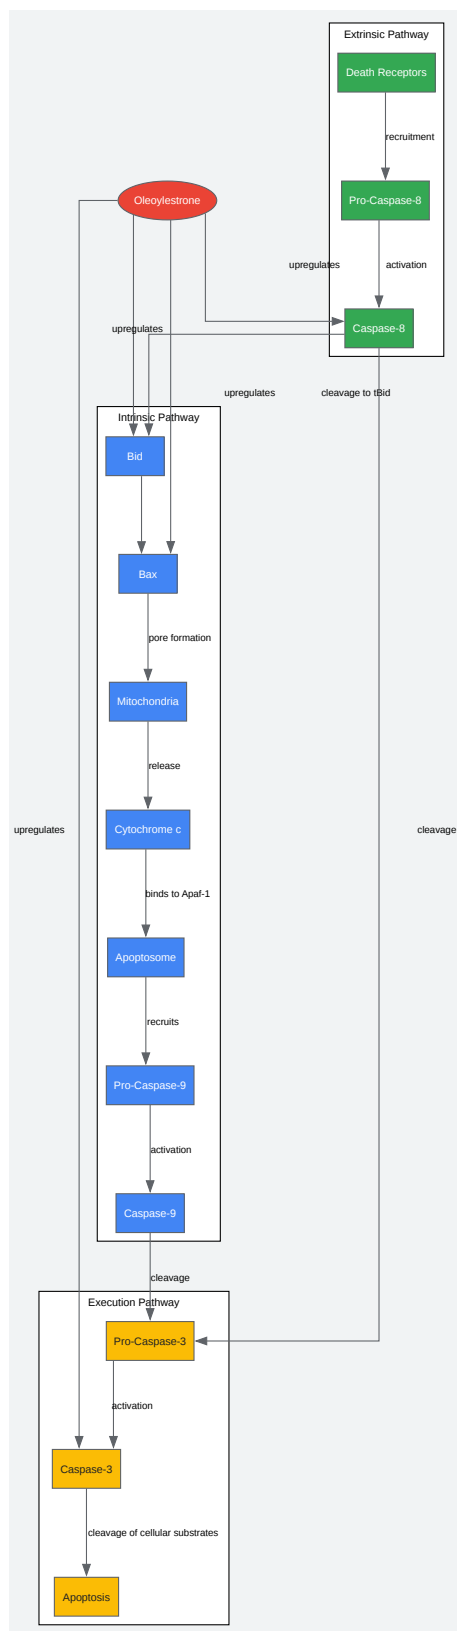 Extrinsic Pathway
Death Receptors
recruitment
Oleoylestrone
Pro-Caspase-8
upregulates
activation
upregulates
Caspase-8
upregulates
cleavage to tBid
Intrinsic Pathway
Bid
Bax
pore formation
Mitochondria
release
Cytochrome c
upregulates
cleavage
binds to Apaf-1
Apoptosome
recruits
Pro-Caspase-9
activation
Caspase-9
cleavage
Execution Pathway
Pro-Caspase-3
activation
Caspase-3
cleavage of cellular substrates
Apoptosis